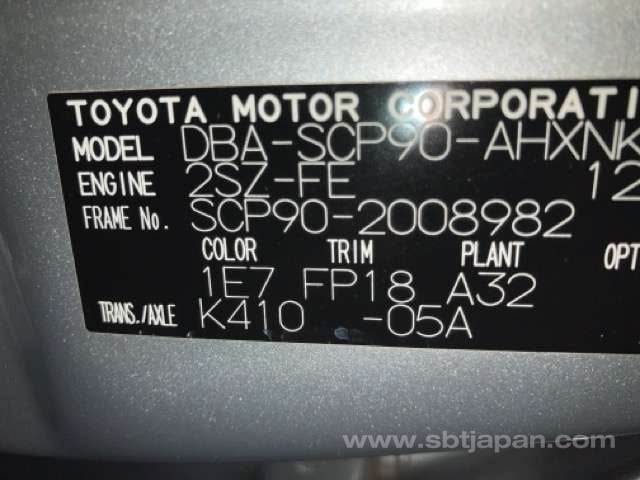 TOYOTA MOTOR CORPORATI
MODEL DBA-SCP90-AHXNK
ENGINE 2SZ-FE 12
FRAME No. SCP90-2008982
COLOR TRIM PLANT OPT
1E7 FP18 A32
TRANS./AXLE K410 -05A
www.sbtjapan.com